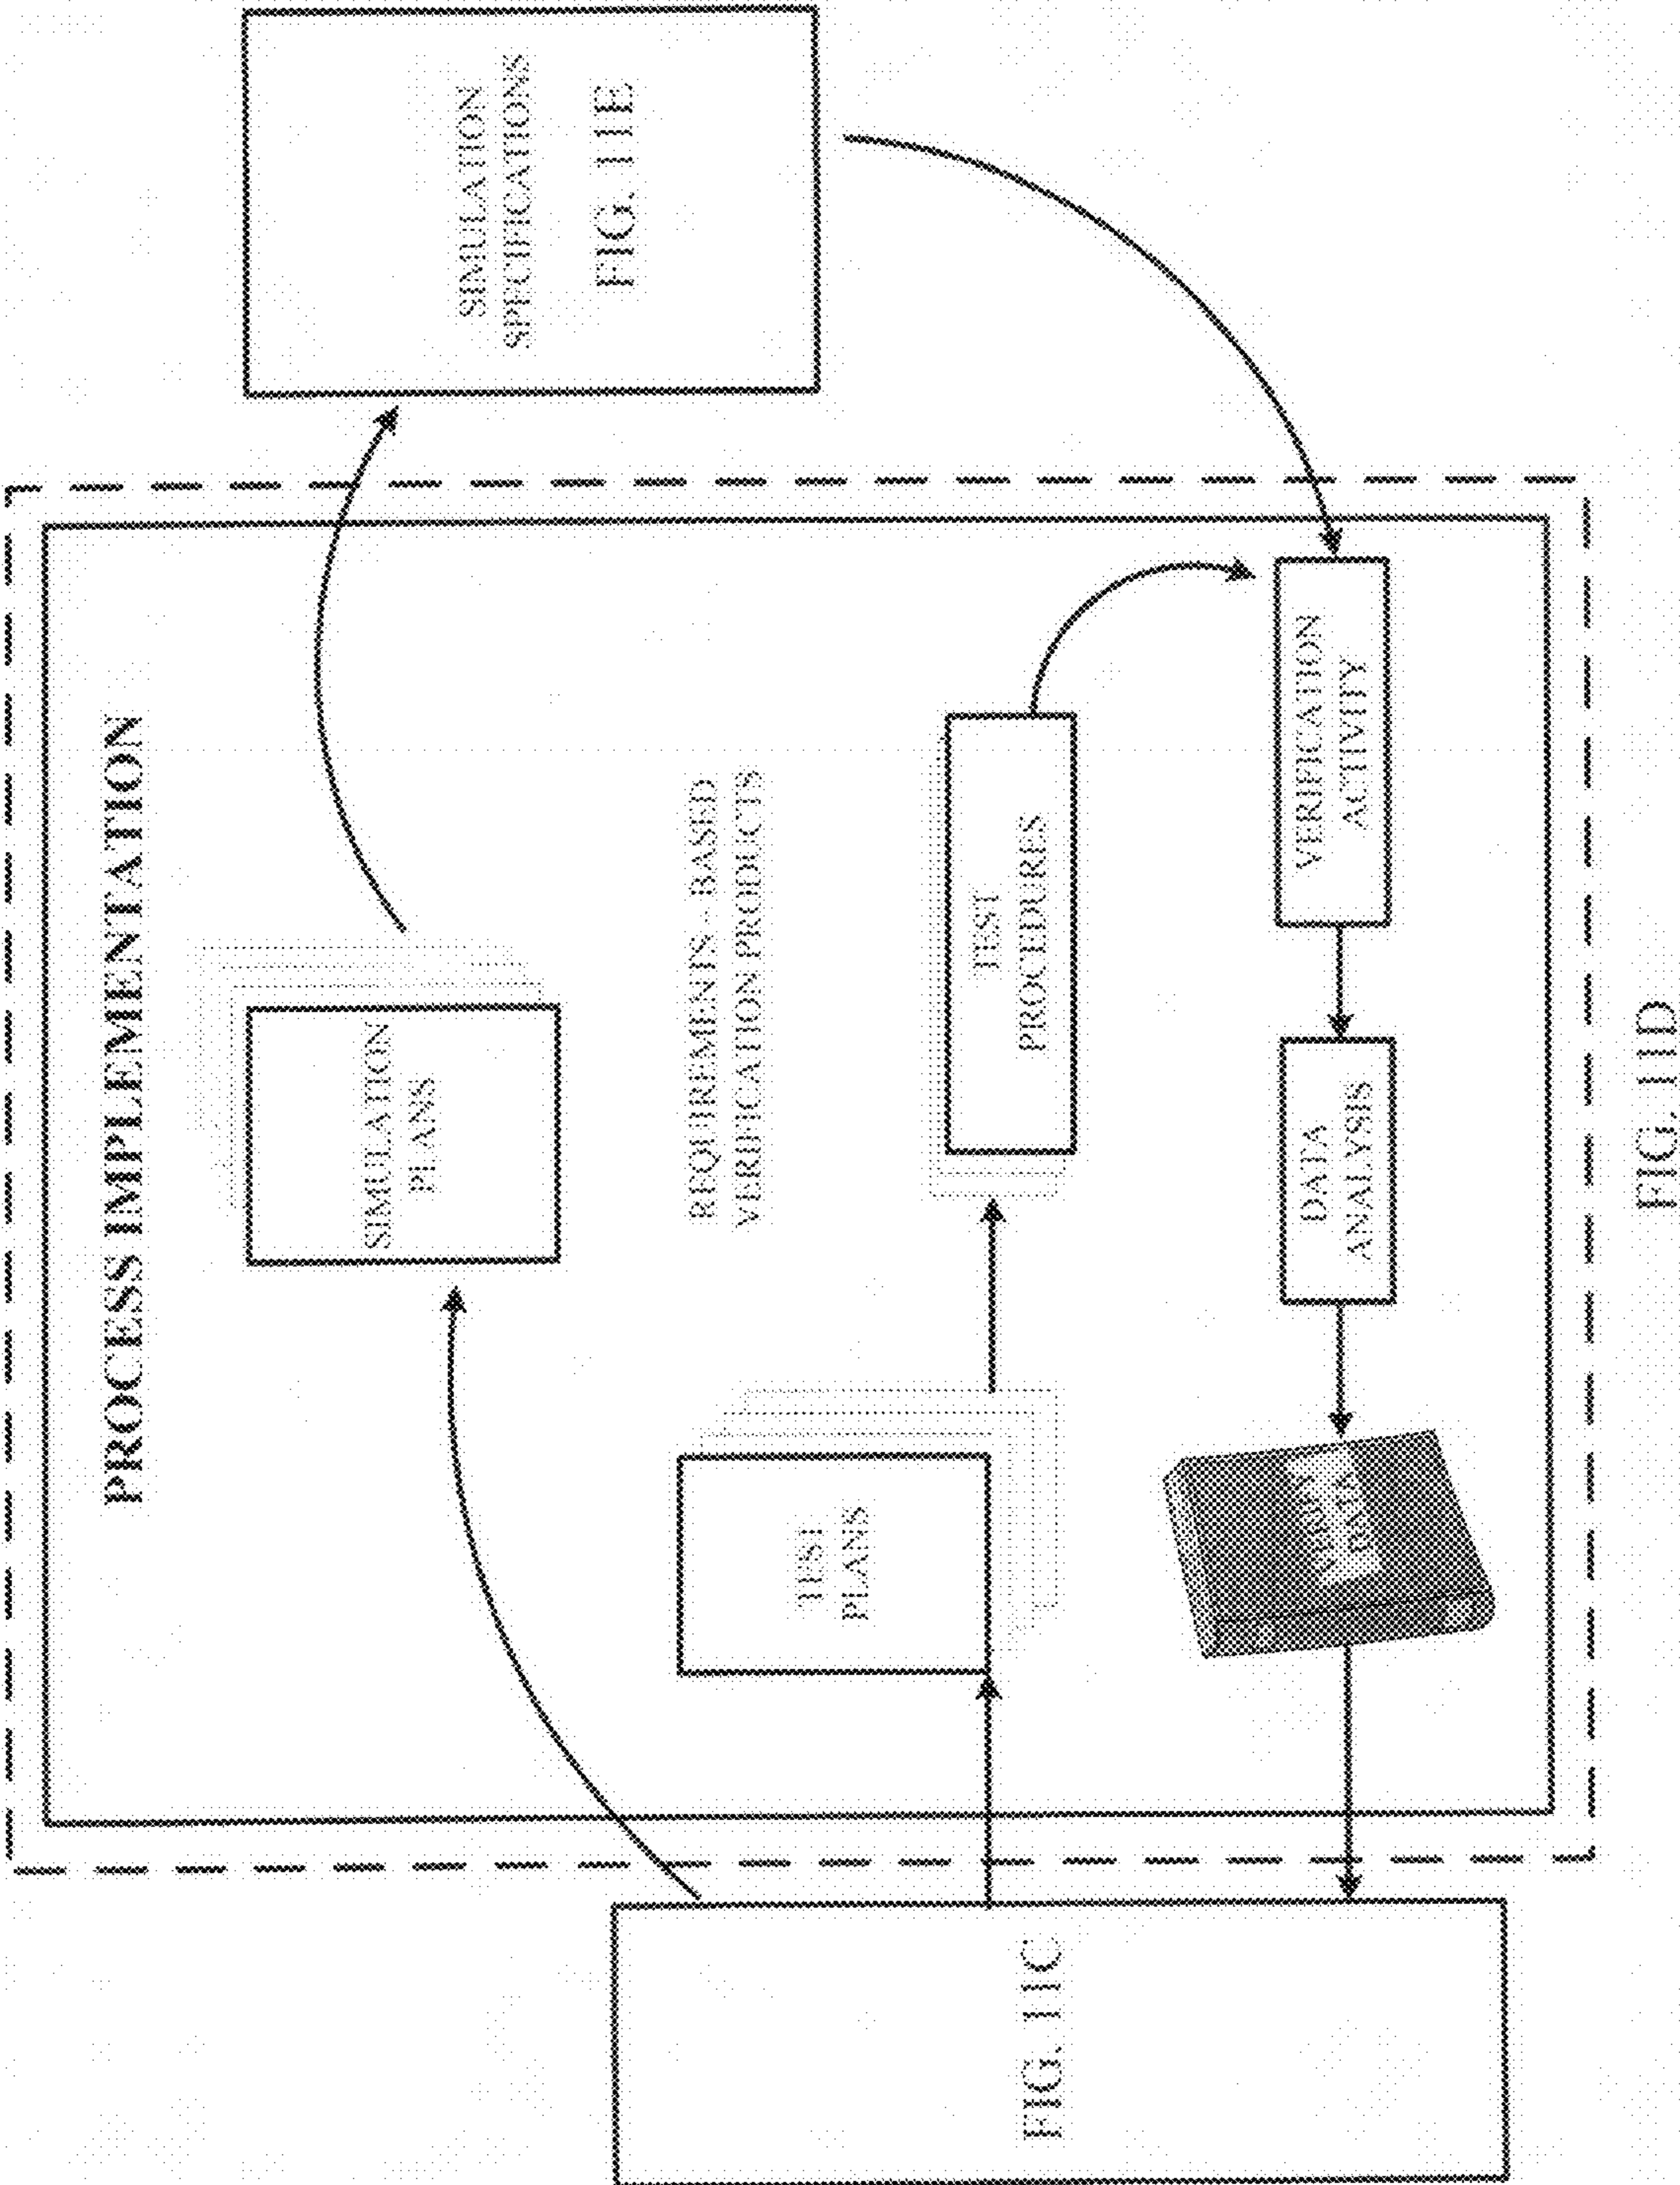 PROCESS IMPLEMENTATION
SIMULATION
PLANS
SIMULATION
SPECIFICATIONS
FIG. 11E
REQUIREMENTS - BASED
VERIFICATION PRODUCTS
TEST
PLANS
TEST
PROCEDURES
FIG. 11C
DATA
ANALYSIS
VERIFICATION
ACTIVITY
FIG. 11D